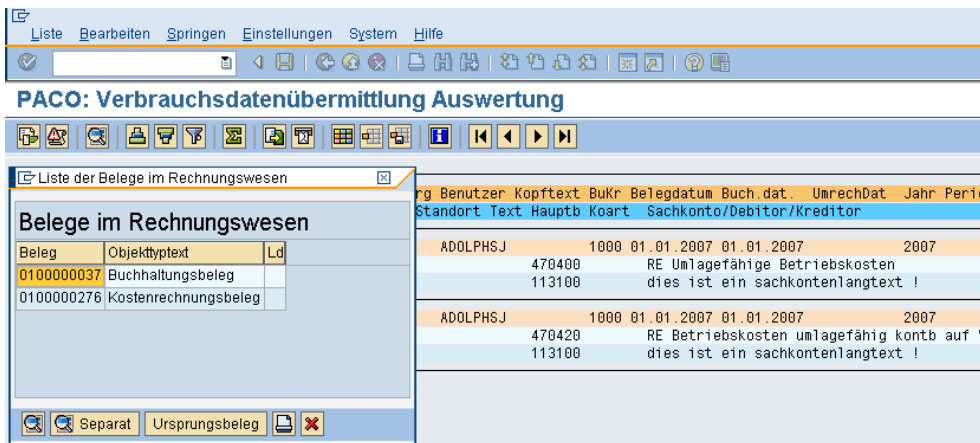 Liste Bearbeiten Springen Einstellungen System Hilfe
PACO: Verbrauchsdatenübermittlung Auswertung
Liste der Belege im Rechnungswesen
Belege im Rechnungswesen
Beleg Objekttyptext Ld
0100000037 Buchhaltungsbeleg
0100000276 Kostenrechnungsbeleg
Separat Ursprungsbeleg
rg Benutzer Kopftext BuKr Belegdatum Buch.dat. UmrechDat Jahr Peri
Standort Text Hauptb Koart Sachkonto/Debitor/Kreditor
ADOLPHSJ 1000 01.01.2007 01.01.2007 2007
470400 RE Umlagefähige Betriebskosten
113100 dies ist ein sachkontenlangtext !
ADOLPHSJ 1000 01.01.2007 01.01.2007 2007
470420 RE Betriebskosten umlagefähig kontb auf
113100 dies ist ein sachkontenlangtext !